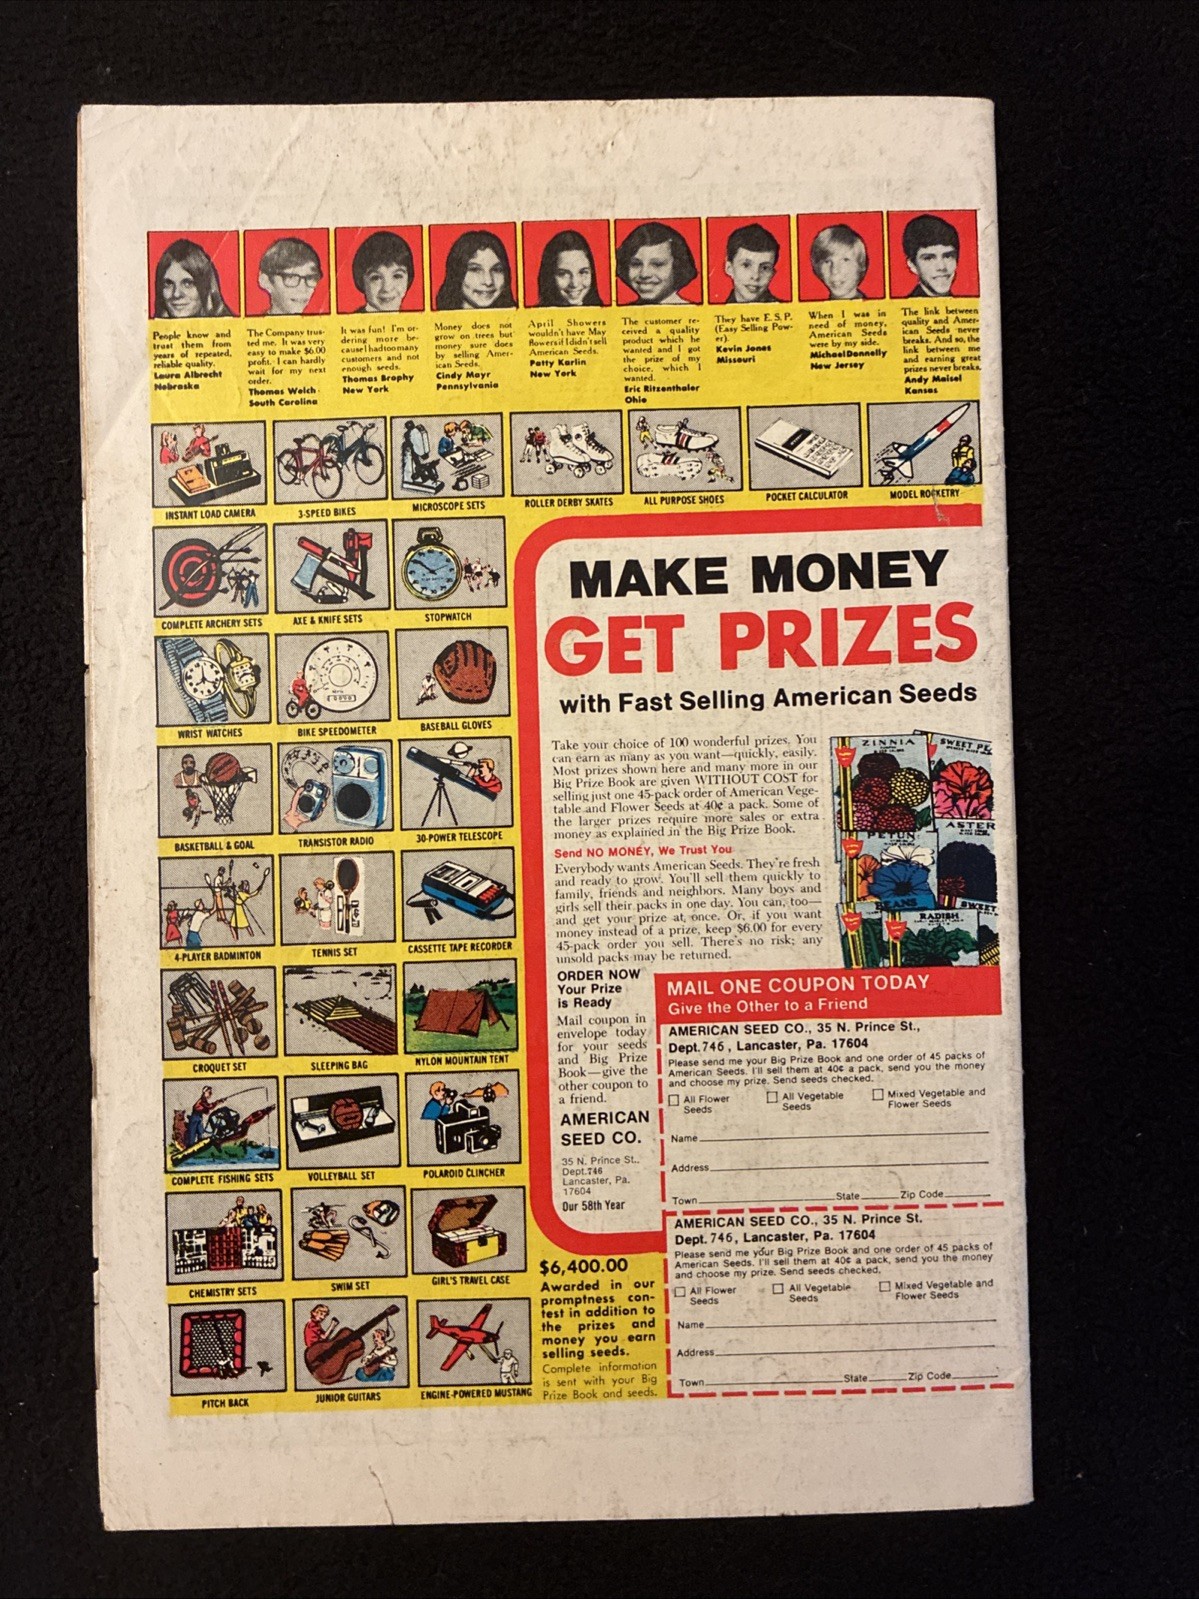 People know and
trust them from
years of repeated,
reliable quality.
Laura Albrecht
Nebraska
The Company trus-
ted me. It was very
easy to make $6.00
profit. I can hardly
wait for my next
order.
Thomas Welch
South Carolina
It was fun! I'm or-
dering more be-
cause I had too many
customers and not
enough seeds.
Thomas Brophy
New York
Money does not
grow on trees but
money sure does
by selling Amer-
ican Seeds.
Cindy Mayr
Pennsylvania
April Showers
wouldn't have May
flowers if I didn't sell
American Seeds.
Patty Karlin
New York
The customer re-
ceived a quality
product which he
wanted and I got
the prize of my
choice, which I
wanted.
Eric Ritzenthaler
Ohio
They have E.S.P.
(Easy Selling Pow-
er).
Kevin Jones
Missouri
When I was in
need of money,
American Seeds
were by my side.
Michael Donnelly
New Jersey
The link between
quality and Amer-
ican Seeds never
breaks. And so, the
link between me
and earning great
prizes never breaks.
Andy Maisel
Kansas
INSTANT LOAD CAMERA
3-SPEED BIKES
MICROSCOPE SETS
ROLLER DERBY SKATES
ALL PURPOSE SHOES
POCKET CALCULATOR
MODEL ROCKETRY
COMPLETE ARCHERY SETS
AXE & KNIFE SETS
STOPWATCH
WRIST WATCHES
BIKE SPEEDOMETER
BASEBALL GLOVES
BASKETBALL & GOAL
TRANSISTOR RADIO
30-POWER TELESCOPE
4-PLAYER BADMINTON
TENNIS SET
CASSETTE TAPE RECORDER
CROQUET SET
SLEEPING BAG
NYLON MOUNTAIN TENT
COMPLETE FISHING SETS
VOLLEYBALL SET
POLAROID CLINCHER
CHEMISTRY SETS
SWIM SET
GIRL'S TRAVEL CASE
PITCH BACK
JUNIOR GUITARS
ENGINE-POWERED MUSTANG
MAKE MONEY
GET PRIZES
with Fast Selling American Seeds
Take your choice of 100 wonderful prizes. You
can earn as many as you want—quickly, easily.
Most prizes shown here and many more in our
Big Prize Book are given WITHOUT COST for
selling just one 45-pack order of American Vege-
table and Flower Seeds at 40¢ a pack. Some of
the larger prizes require more sales or extra
money as explained in the Big Prize Book.
Send NO MONEY, We Trust You
Everybody wants American Seeds. They're fresh
and ready to grow. You'll sell them quickly to
family, friends and neighbors. Many boys and
girls sell their packs in one day. You can, too—
and get your prize at once. Or, if you want
money instead of a prize, keep $6.00 for every
45-pack order you sell. There's no risk; any
unsold packs may be returned.
ZINNIA
SWEET PE
PETUN
ASTER
BEANS
SWEET
RADISH
ORDER NOW
Your Prize
is Ready
Mail coupon in
envelope today
for your seeds
and Big Prize
Book—give the
other coupon to
a friend.
AMERICAN
SEED CO.
35 N. Prince St.,
Dept.746
Lancaster, Pa.
17604
Our 58th Year
$6,400.00
Awarded in our
promptness con-
test in addition to
the prizes and
money you earn
selling seeds.
Complete information
is sent with your Big
Prize Book and seeds.
MAIL ONE COUPON TODAY
Give the Other to a Friend
AMERICAN SEED CO., 35 N. Prince St.,
Dept. 746, Lancaster, Pa. 17604
Please send me your Big Prize Book and one order of 45 packs of
American Seeds. I'll sell them at 40¢ a pack, send you the money
and choose my prize. Send seeds checked.
All Flower
Seeds
All Vegetable
Seeds
Mixed Vegetable and
Flower Seeds
Name
Address
Town State Zip Code
AMERICAN SEED CO., 35 N. Prince St.
Dept. 746, Lancaster, Pa. 17604
Please send me your Big Prize Book and one order of 45 packs of
American Seeds. I'll sell them at 40¢ a pack, send you the money
and choose my prize. Send seeds checked.
All Flower
Seeds
All Vegetable
Seeds
Mixed Vegetable and
Flower Seeds
Name
Address
Town State Zip Code